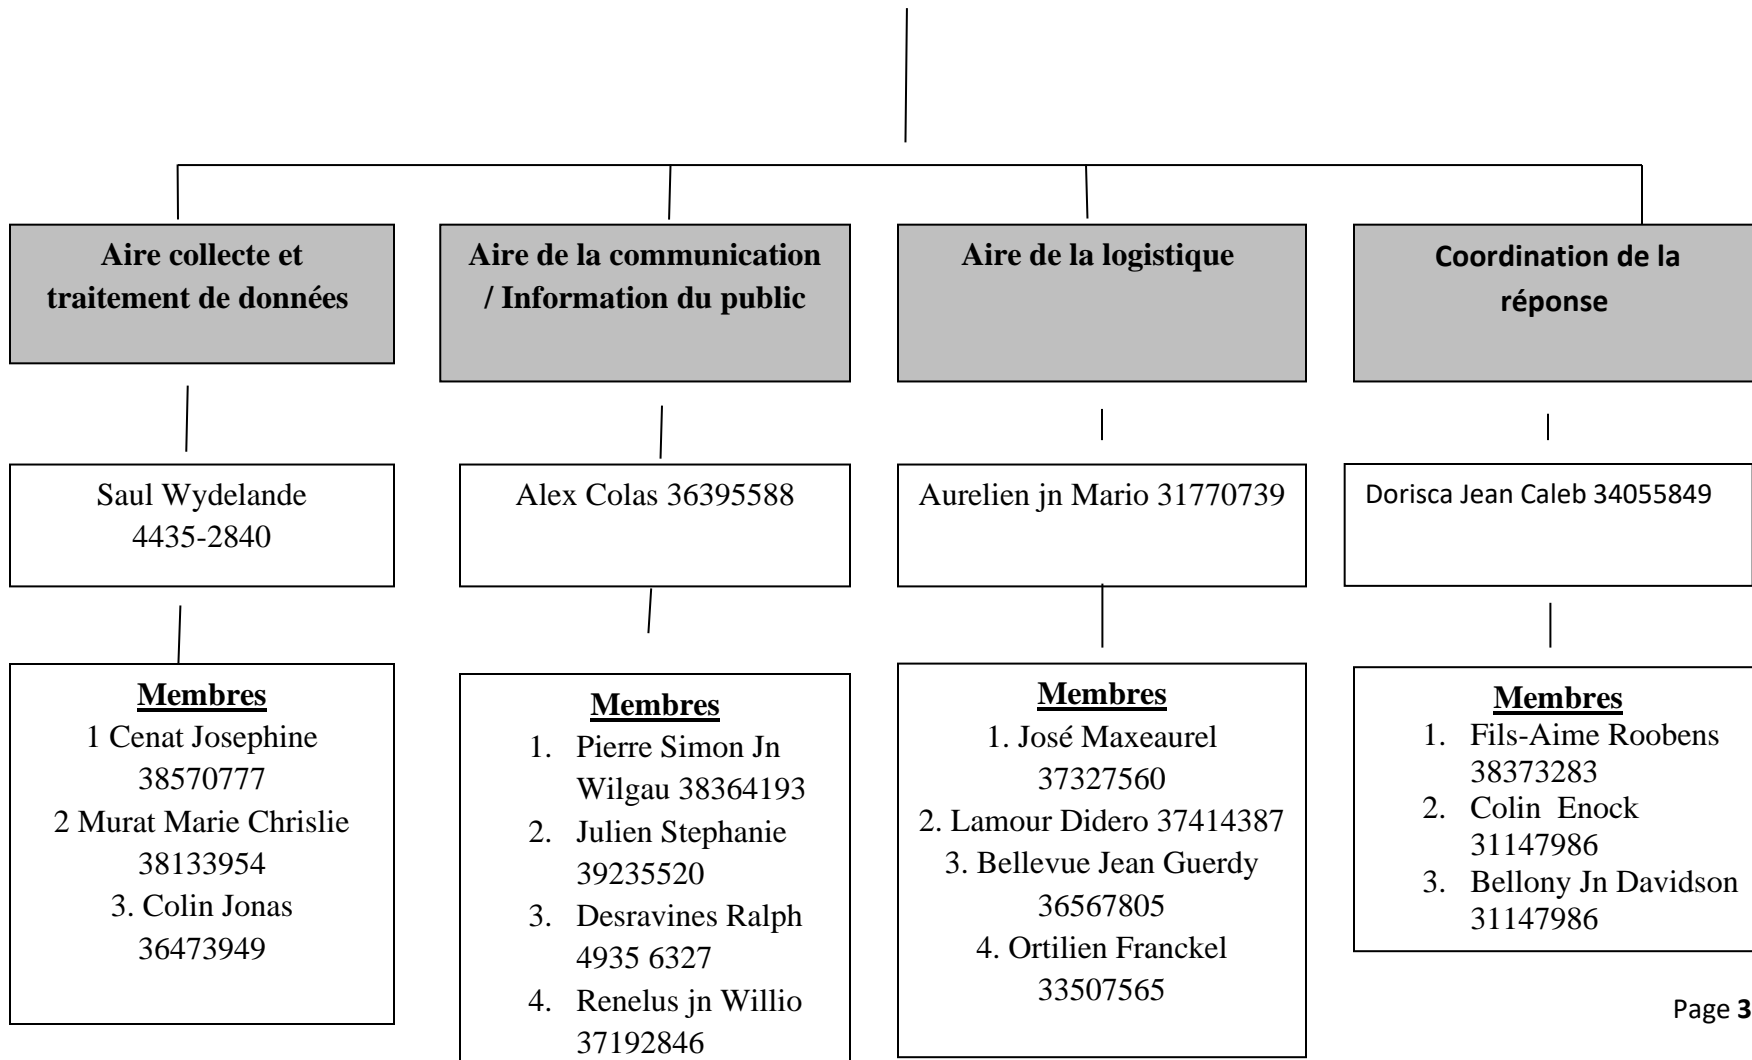 Aire collecte et
traitement de données
Saul Wydelande
4435-2840
Membres
1 Cenat Josephine
38570777
2 Murat Marie Chrislie
38133954
3. Colin Jonas
36473949
Aire de la communication
/ Information du public
Alex Colas 36395588
Membres
1. Pierre Simon Jn
Wilgau 38364193
2. Julien Stephanie
39235520
3. Desravines Ralph
4935 6327
4. Renelus jn Willio
37192846
Aire de la logistique
Aurelien jn Mario 31770739
Membres
1. José Maxeaurel
37327560
2. Lamour Didero 37414387
3. Bellevue Jean Guerdy
36567805
4. Ortilien Franckel
33507565
Coordination de la
réponse
Dorisca Jean Caleb 34055849
Membres
1. Fils-Aime Roobens
38373283
2. Colin  Enock
31147986
3. Bellony Jn Davidson
31147986
Page 3